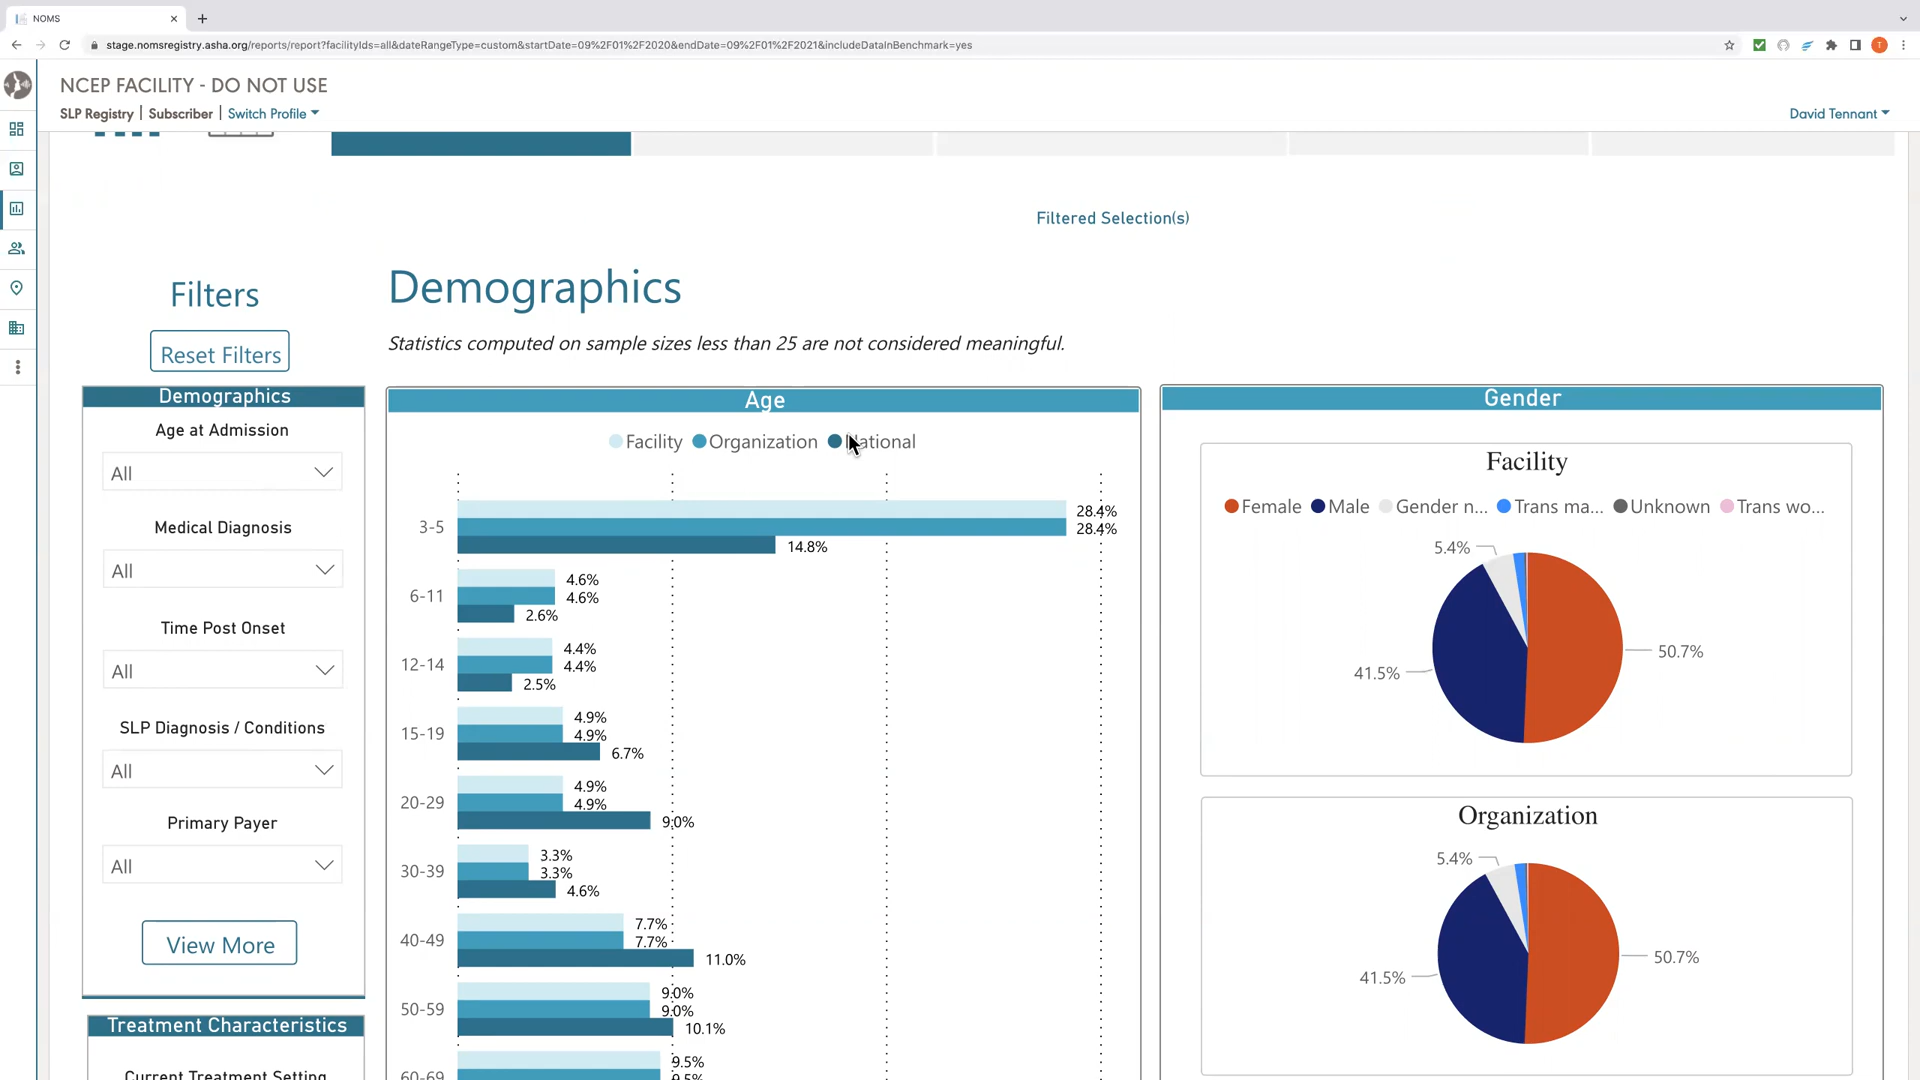 NOMS
stage.nomsregistry.asha.org/reports/report?facilityIds=all&dateRangeType=custom&startDate=09%2F01%2F2020&endDate=09%2F01%2F2021&includeDataInBenchmark=yes
T
NCEP FACILITY - DO NOT USE
SLP Registry | Subscriber | Switch Profile
David Tennant
Filtered Selection(s)
Filters
Reset Filters
Demographics
Age at Admission
All
Medical Diagnosis
All
Time Post Onset
All
SLP Diagnosis / Conditions
All
Primary Payer
All
View More
Treatment Characteristics
Current Treatment Setting
Demographics
Statistics computed on sample sizes less than 25 are not considered meaningful.
Age
Facility Organization National
3-5
28.4%
28.4%
14.8%
6-11
4.6%
4.6%
2.6%
12-14
4.4%
4.4%
2.5%
15-19
4.9%
4.9%
6.7%
20-29
4.9%
4.9%
9.0%
30-39
3.3%
3.3%
4.6%
40-49
7.7%
7.7%
11.0%
50-59
9.0%
9.0%
10.1%
60-69
9.5%
9.5%
Gender
Facility
Female Male Gender n... Trans ma... Unknown Trans wo...
5.4%
50.7%
41.5%
Organization
5.4%
50.7%
41.5%